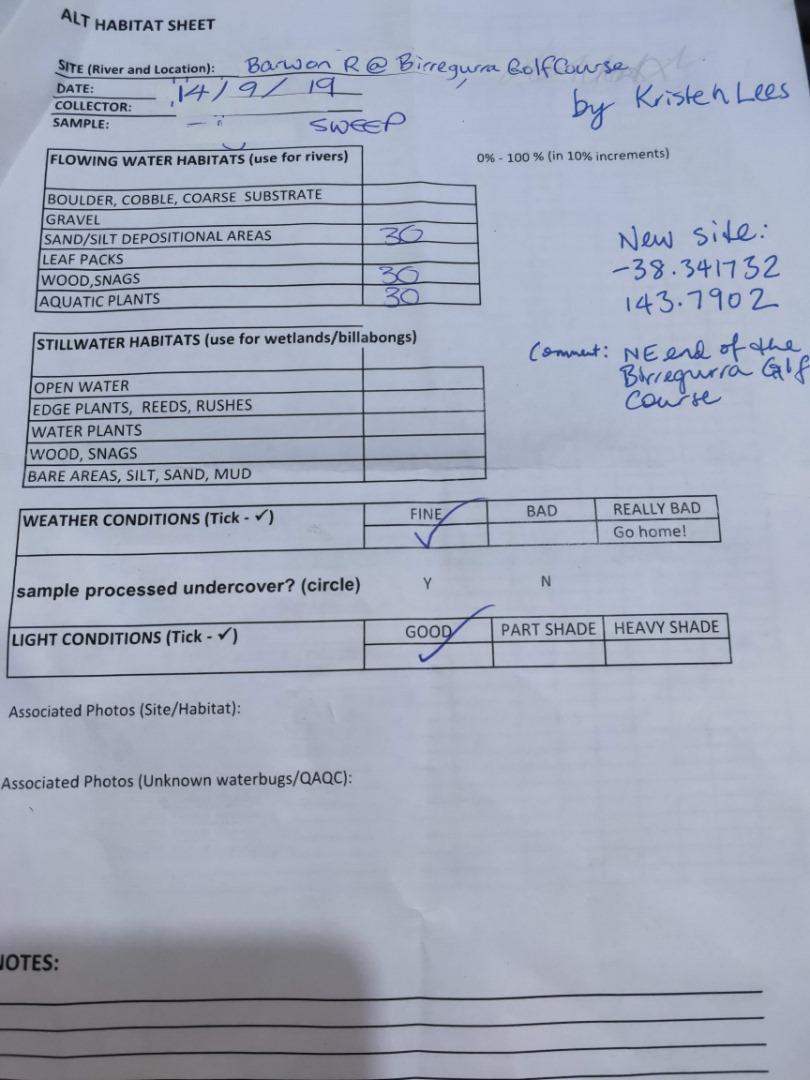 ALT HABITAT SHEET
SITE (River and Location): Barwon R @ Birregurra Golf Course
DATE: 14/9/19
COLLECTOR:
by Kristen Lees
SAMPLE: SWEEP
FLOWING WATER HABITATS (use for rivers)
0% - 100 % (in 10% increments)
BOULDER, COBBLE, COARSE SUBSTRATE
GRAVEL
SAND/SILT DEPOSITIONAL AREAS 30
LEAF PACKS
WOOD,SNAGS 30
AQUATIC PLANTS 30
New site:
-38.341732
143.7902
STILLWATER HABITATS (use for wetlands/billabongs)
OPEN WATER
EDGE PLANTS, REEDS, RUSHES
WATER PLANTS
WOOD, SNAGS
BARE AREAS, SILT, SAND, MUD
Comment: NE end of the
Birregurra Golf
Course
WEATHER CONDITIONS (Tick - ✓) FINE BAD REALLY BAD
✓ Go home!
sample processed undercover? (circle) Y N
LIGHT CONDITIONS (Tick - ✓) GOOD PART SHADE HEAVY SHADE
✓
Associated Photos (Site/Habitat):
Associated Photos (Unknown waterbugs/QAQC):
NOTES: